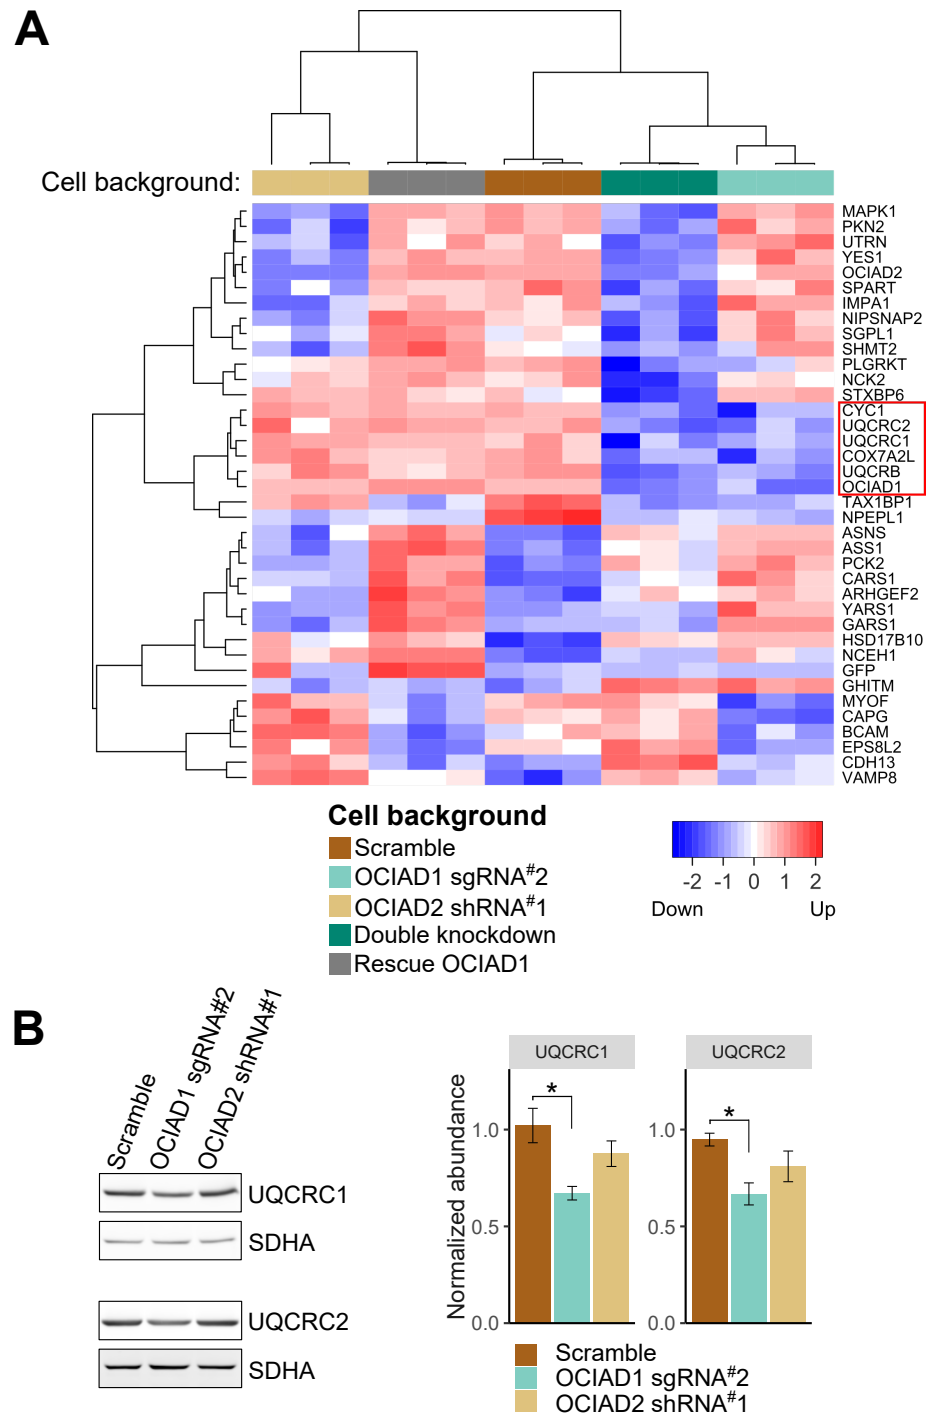 A
Cell background:
MAPK1
PKN2
UTRN
YES1
OCIAD2
SPART
IMPA1
NIPSNAP2
SGPL1
SHMT2
PLGRKT
NCK2
STXBP6
CYC1
UQCRC2
UQCRC1
COX7A2L
UQCRB
OCIAD1
TAX1BP1
NPEPL1
ASNS
ASS1
PCK2
CARS1
ARHGEF2
YARS1
GARS1
HSD17B10
NCEH1
GFP
GHITM
MYOF
CAPG
BCAM
EPS8L2
CDH13
VAMP8
Cell background
Scramble
OCIAD1 sgRNA#2
OCIAD2 shRNA#1
Double knockdown
Rescue OCIAD1
-2 -1 0 1 2
Down Up
B
Scramble
OCIAD1 sgRNA#2
OCIAD2 shRNA#1
UQCRC1
SDHA
UQCRC2
SDHA
Normalized abundance
UQCRC1
*
1.0
0.5
0.0
UQCRC2
*
1.0
0.5
0.0
Scramble
OCIAD1 sgRNA#2
OCIAD2 shRNA#1